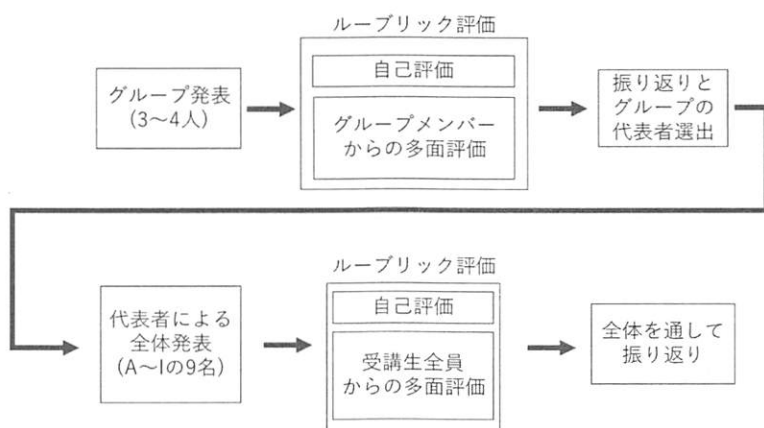 ルーブリック評価
グループ発表
(3〜4人)
自己評価
グループメンバー
からの多面評価
振り返りと
グループの
代表者選出
ルーブリック評価
代表者による
全体発表
(A〜Iの9名)
自己評価
受講生全員
からの多面評価
全体を通して
振り返り